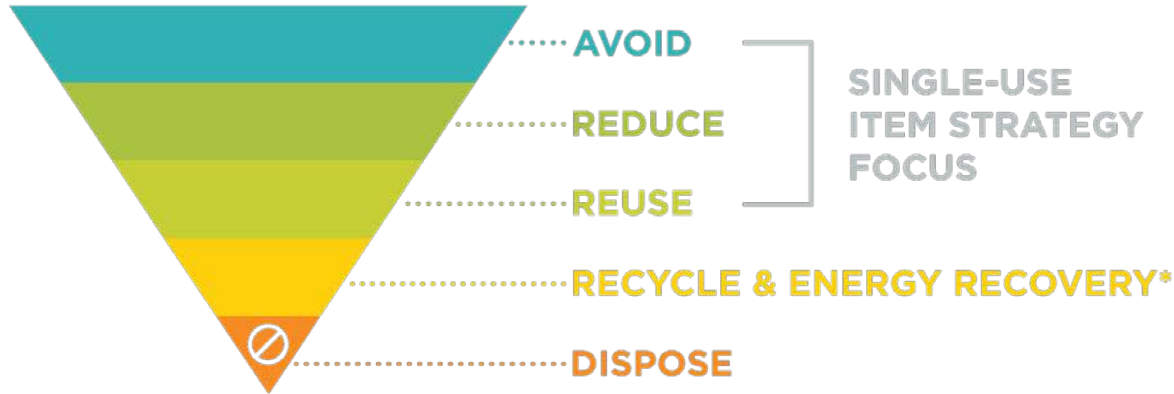 AVOID
REDUCE
REUSE
RECYCLE & ENERGY RECOVERY*
DISPOSE
SINGLE-USE
ITEM STRATEGY
FOCUS